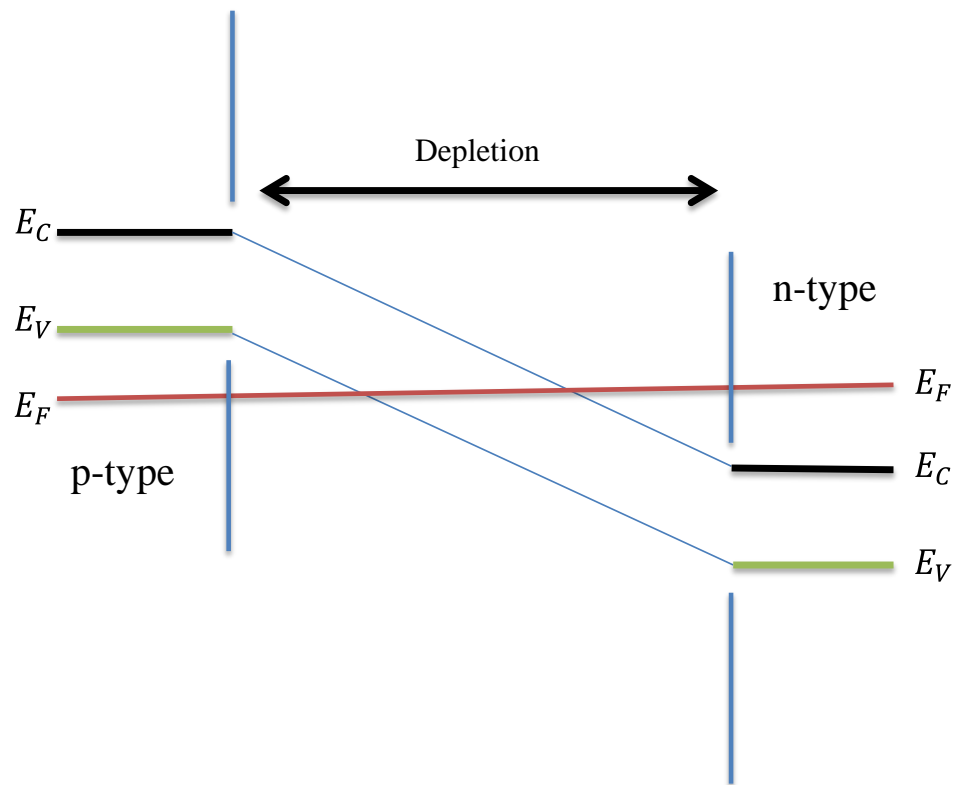 Depletion
E_C
n-type
E_V
E_F
E_F
p-type
E_C
E_V